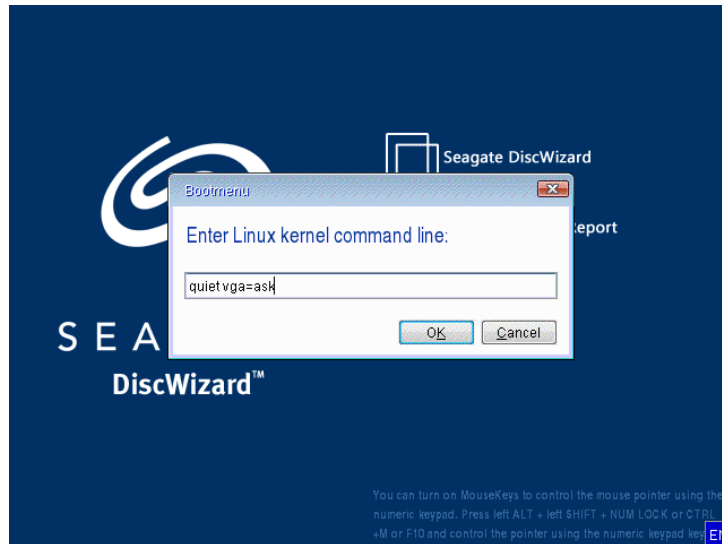 Seagate DiscWizard
Bootmenu
eport
Enter Linux kernel command line:
quiet vga=ask
OK
Cancel
S E A
DiscWizard™
You can turn on MouseKeys to control the mouse pointer using the
numeric keypad. Press left ALT + left SHIFT + NUM LOCK or CTRL
+M or F10 and control the pointer using the numeric keypad key
En